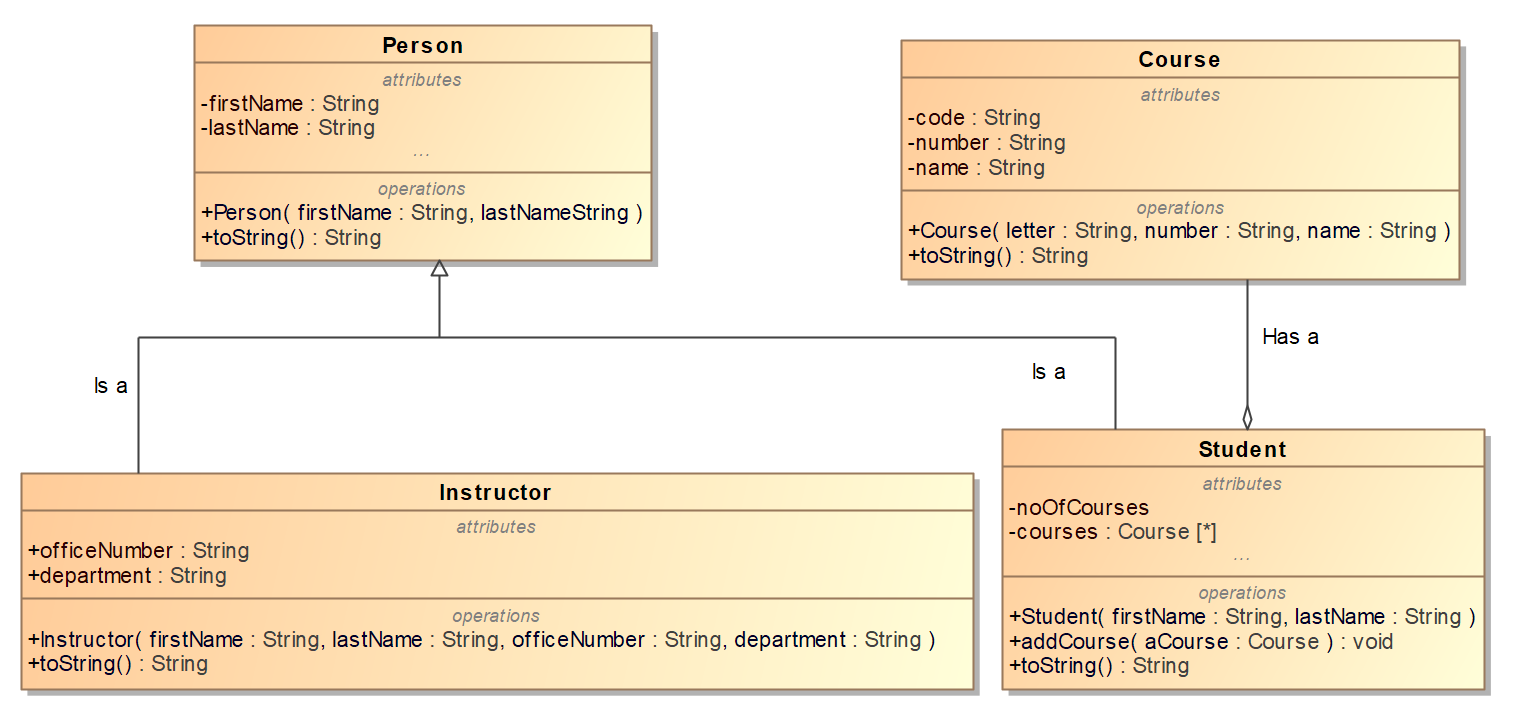 Person
attributes
-firstName : String
-lastName : String
...
operations
+Person( firstName : String, lastNameString )
+toString() : String
Course
attributes
-code : String
-number : String
-name : String
operations
+Course( letter : String, number : String, name : String )
+toString() : String
Is a
Is a
Has a
Instructor
attributes
+officeNumber : String
+department : String
operations
+Instructor( firstName : String, lastName : String, officeNumber : String, department : String )
+toString() : String
Student
attributes
-noOfCourses
-courses : Course [*]
...
operations
+Student( firstName : String, lastName : String )
+addCourse( aCourse : Course ) : void
+toString() : String